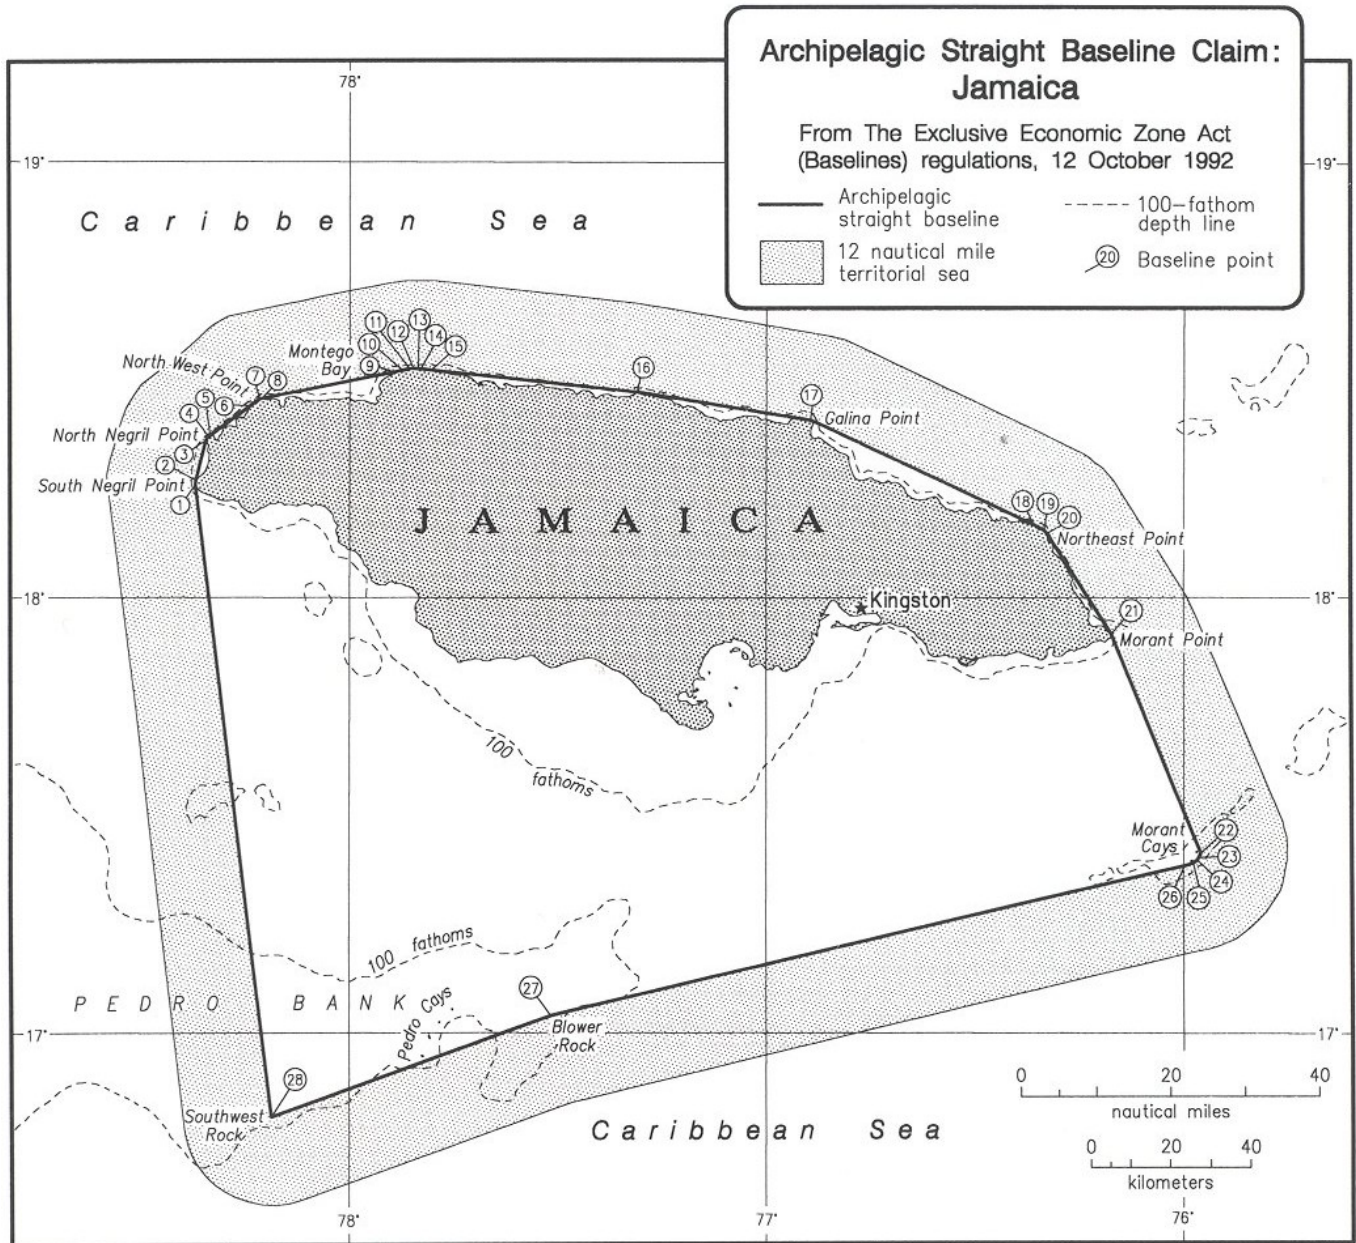 Archipelagic Straight Baseline Claim:
Jamaica
From The Exclusive Economic Zone Act
(Baselines) regulations, 12 October 1992
Archipelagic
straight baseline
100-fathom
depth line
12 nautical mile
territorial sea
20
Baseline point
78°
19°
19°
Caribbean Sea
13
11
12
14
10
15
Montego
Bay
9
North West Point
7
8
16
5
6
4
17
Galina Point
North Negril Point
3
2
South Negril Point
1
JAMAICA
18
19
20
Northeast Point
18°
18°
Kingston
21
Morant Point
100
fathoms
Morant
Cays
22
23
24
25
26
100 fathoms
PEDRO BANK
Pedro Cays
27
Blower
Rock
17°
17°
28
Southwest
Rock
0 20 40
nautical miles
Caribbean Sea
0 20 40
kilometers
78°
77°
76°